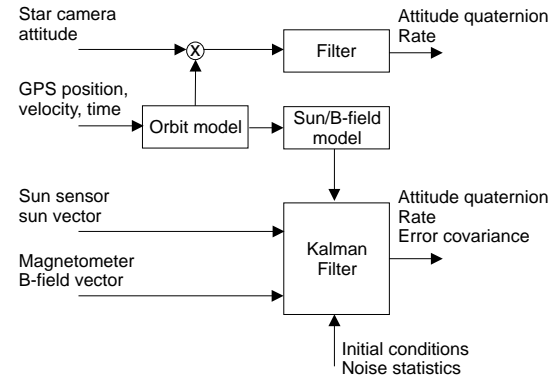 Star camera
attitude
X
Filter
Attitude quaternion
Rate
GPS position,
velocity, time
Orbit model
Sun/B-field
model
Sun sensor
sun vector
Magnetometer
B-field vector
Kalman
Filter
Attitude quaternion
Rate
Error covariance
Initial conditions
Noise statistics